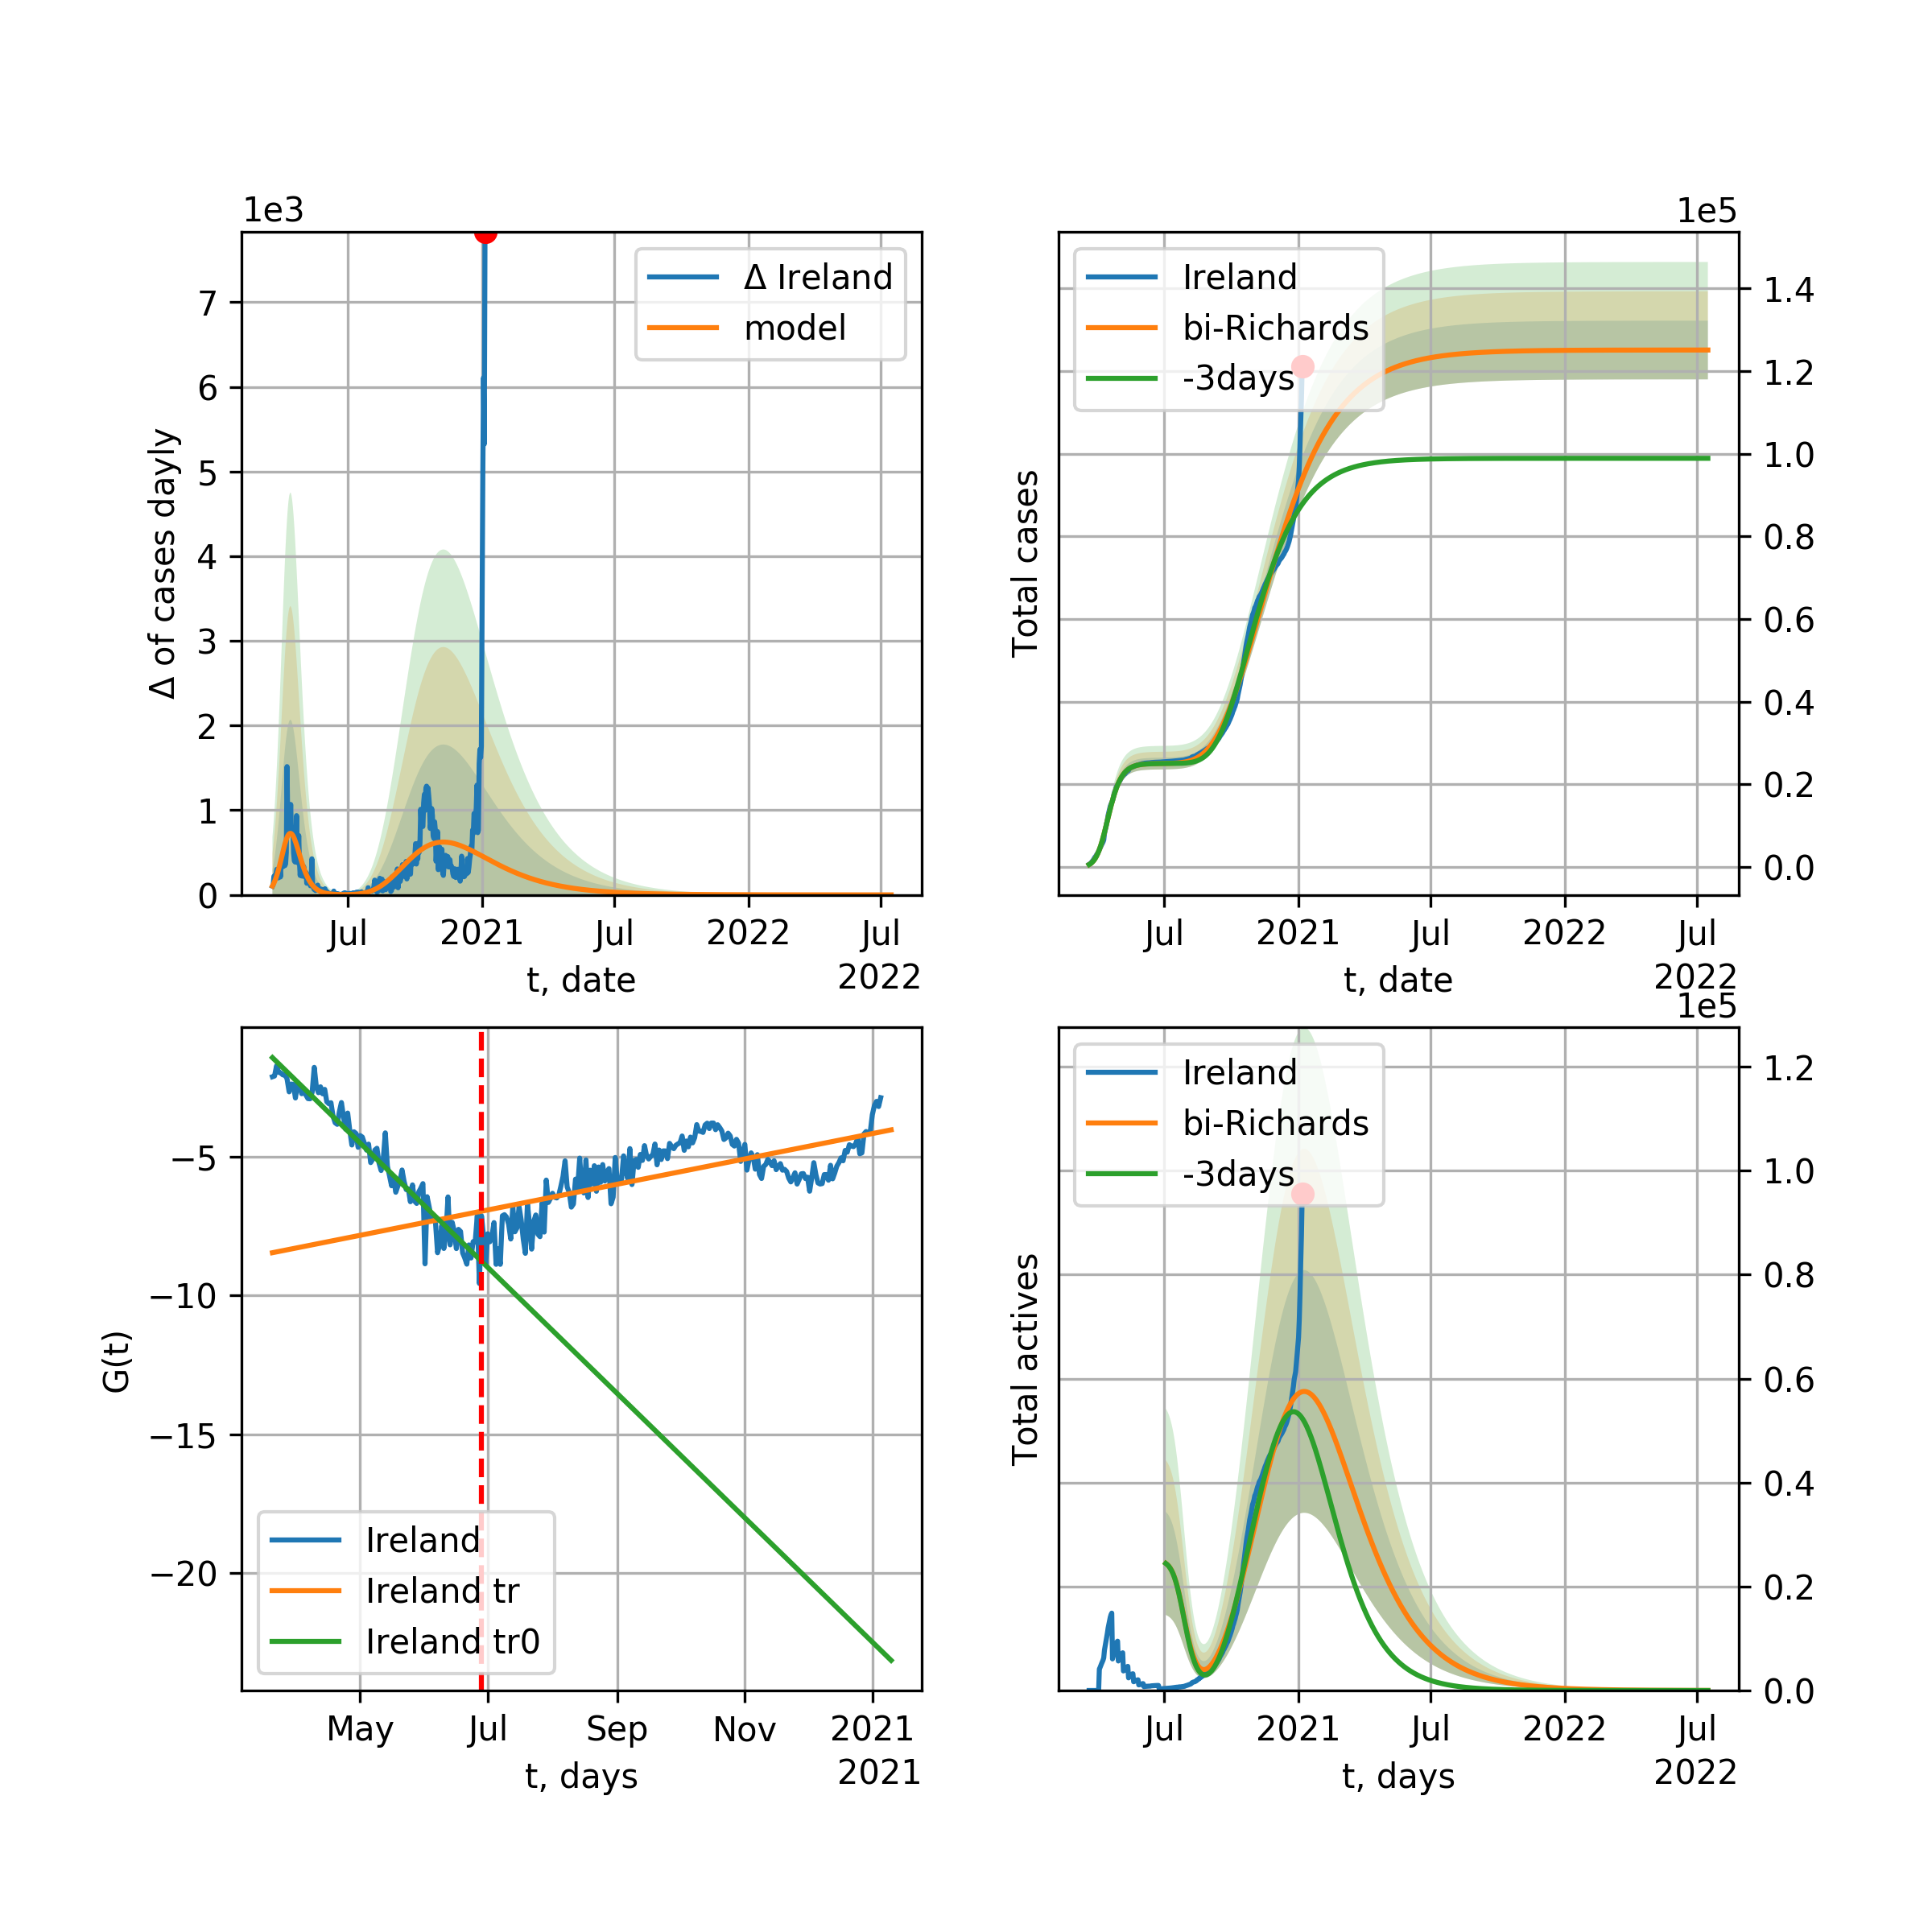 1e3
Δ of cases dayly
7
6
5
4
3
2
1
0
Δ Ireland
model
Jul
2021
Jul
2022
Jul
2022
t, date
1e5
Total cases
Ireland
bi-Richards
-3days
1.4
1.2
1.0
0.8
0.6
0.4
0.2
0.0
Jul
2021
Jul
2022
Jul
2022
t, date
G(t)
−5
−10
−15
−20
Ireland
Ireland tr
Ireland tr0
May
Jul
Sep
Nov
2021
2021
t, days
1e5
Total actives
Ireland
bi-Richards
-3days
1.2
1.0
0.8
0.6
0.4
0.2
0.0
Jul
2021
Jul
2022
Jul
2022
t, days